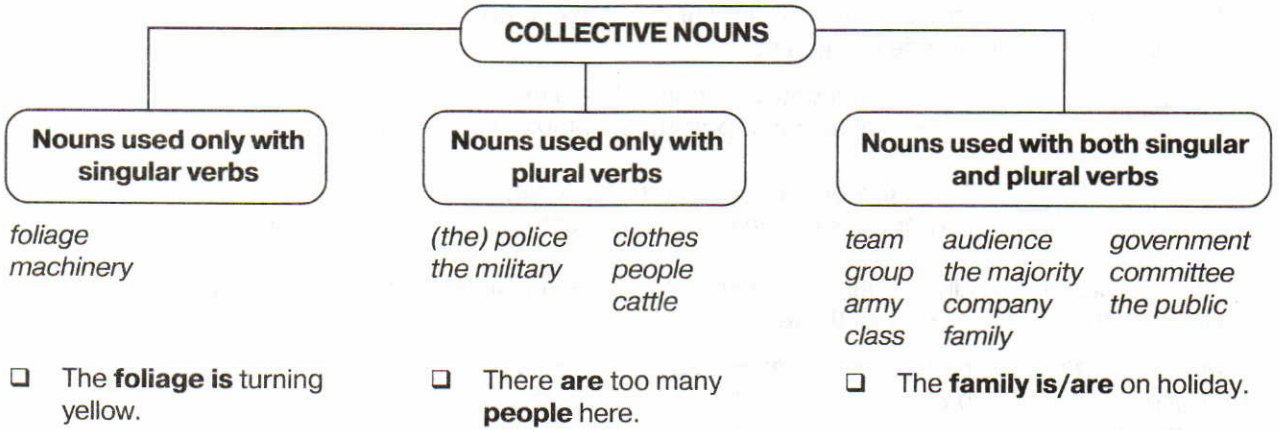 COLLECTIVE NOUNS
Nouns used only with
singular verbs
foliage
machinery
❑ The foliage is turning
yellow.
Nouns used only with
plural verbs
(the) police clothes
the military people
cattle
❑ There are too many
people here.
Nouns used with both singular
and plural verbs
team audience government
group the majority committee
army company the public
class family
❑ The family is/are on holiday.